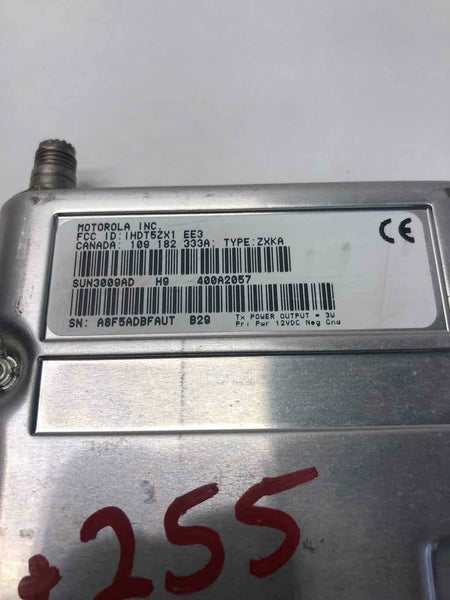 MOTOROLA INC.
FCC ID:IHDT5ZX1 EE3
CANADA: 109 182 333A; TYPE:ZXKA
CE
SUN3009AD H9 400A2057
SN: A8F5ADBFAUT B29
Tx POWER OUTPUT = 3W
Pri Pwr 12VDC Neg Gnd
255